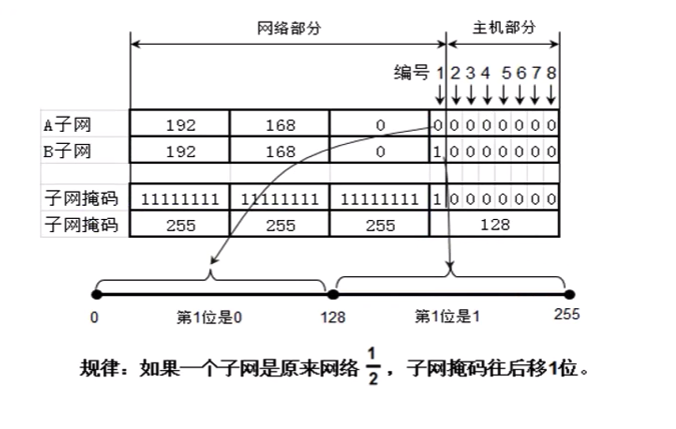 网络部分 主机部分
编号 1 2 3 4 5 6 7 8
A子网 192 168 0 0 0 0 0 0 0 0 0
B子网 192 168 0 1 0 0 0 0 0 0 0
子网掩码 11111111 11111111 11111111 1 0 0 0 0 0 0 0
子网掩码 255 255 255 128
0 第1位是0 128 第1位是1 255
规律：如果一个子网是原来网络 1/2，子网掩码往后移1位。